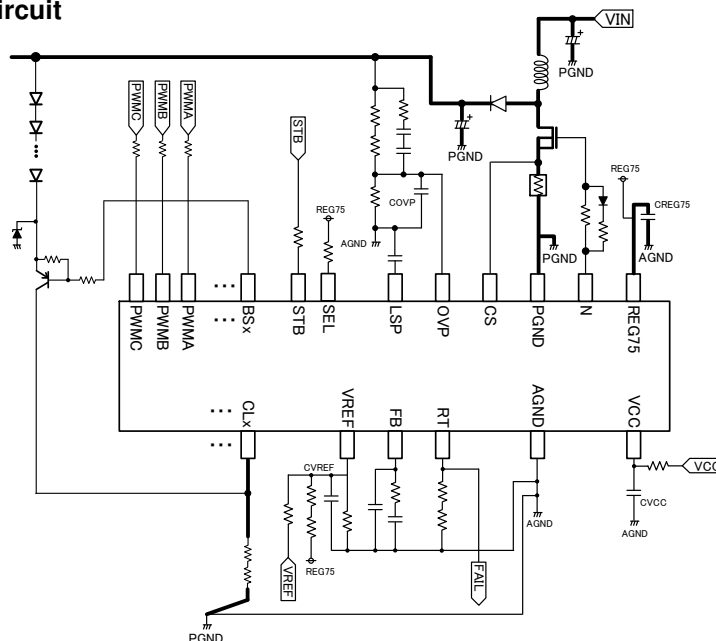 ircuit
VIN
PGND
PWMC
PWMB
PWMA
STB
PGND
REG75
REG75
COVP
CREG75
AGND
PGND
AGND
PWMC
PWMB
PWMA
...
...
BSx
STB
SEL
LSP
OVP
CS
PGND
N
REG75
...
...
CLx
VREF
FB
RT
AGND
VCC
CVREF
VCC
CVCC
AGND
AGND
REG75
VREF
FAIL
PGND